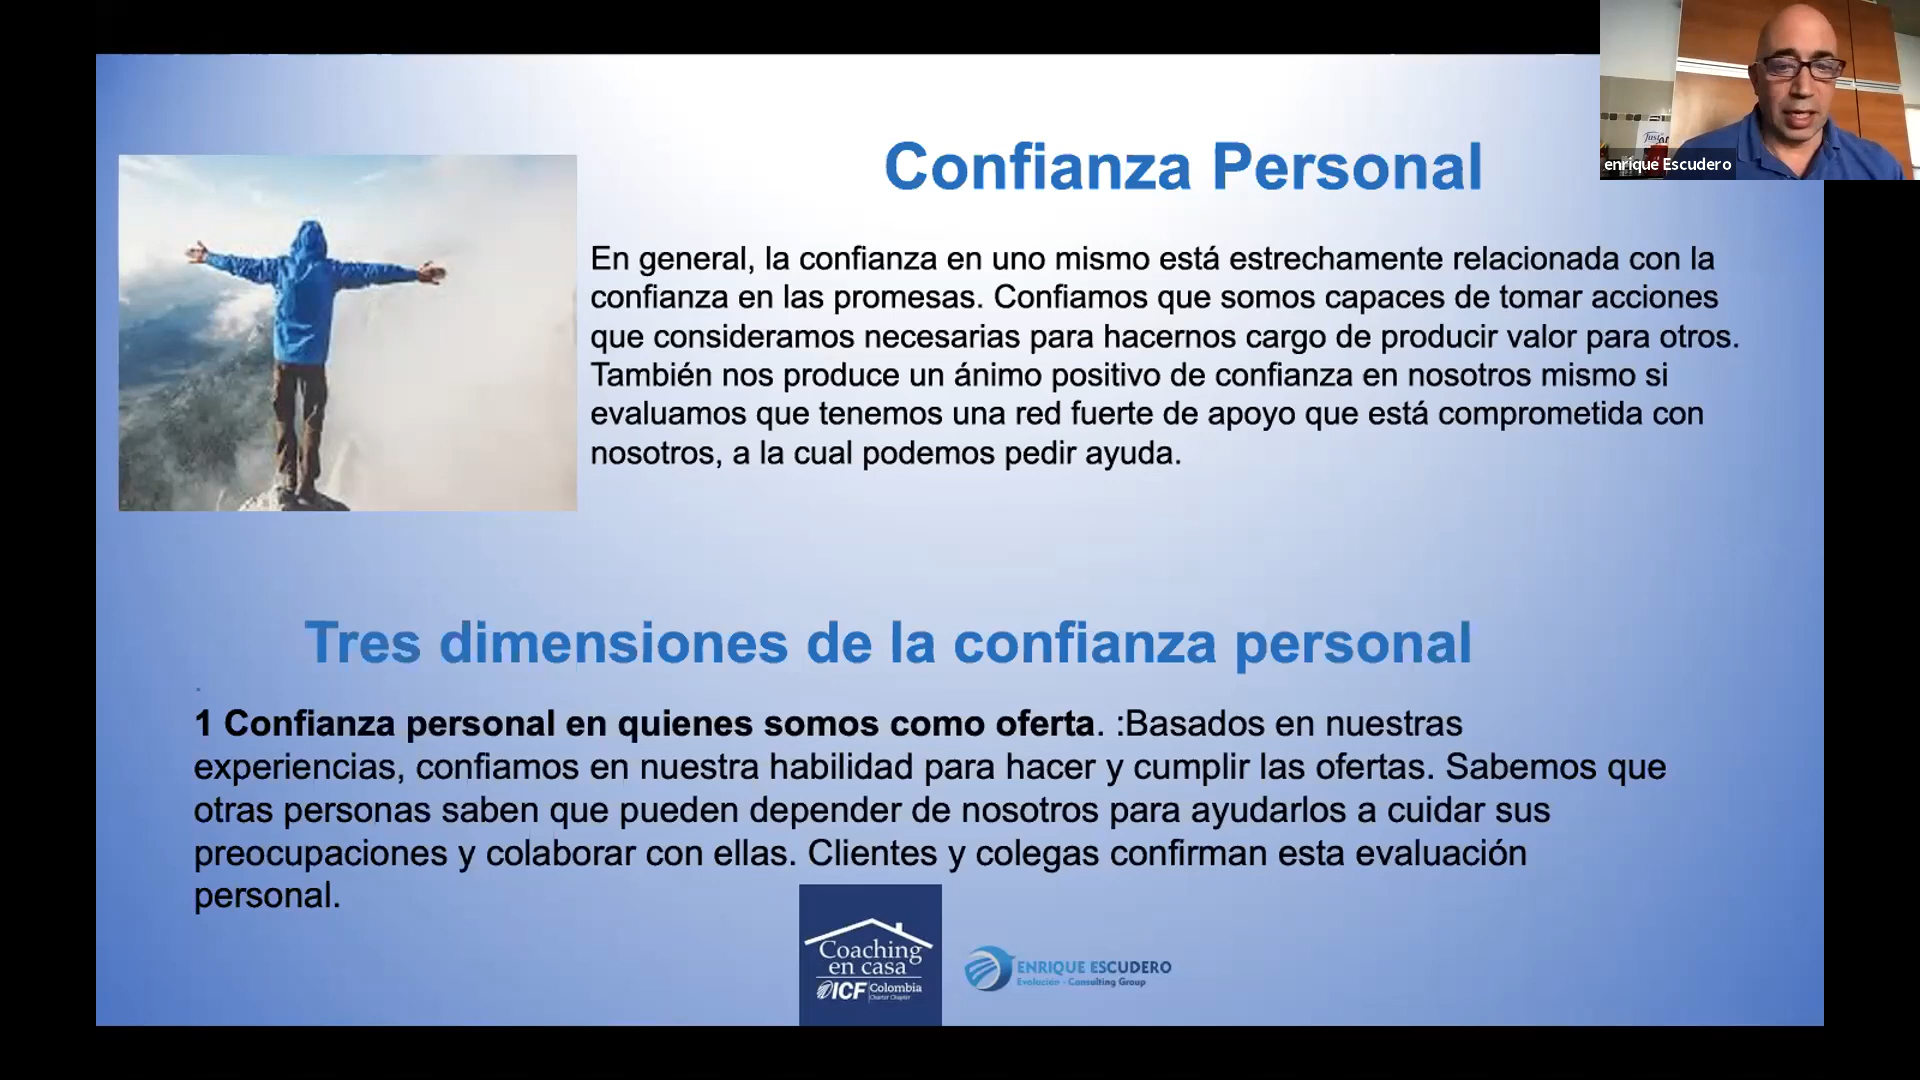 Confianza Personal
En general, la confianza en uno mismo está estrechamente relacionada con la
confianza en las promesas. Confiamos que somos capaces de tomar acciones
que consideramos necesarias para hacernos cargo de producir valor para otros.
También nos produce un ánimo positivo de confianza en nosotros mismo si
evaluamos que tenemos una red fuerte de apoyo que está comprometida con
nosotros, a la cual podemos pedir ayuda.
enrique Escudero
Tres dimensiones de la confianza personal
1 Confianza personal en quienes somos como oferta. :Basados en nuestras
experiencias, confiamos en nuestra habilidad para hacer y cumplir las ofertas. Sabemos que
otras personas saben que pueden depender de nosotros para ayudarlos a cuidar sus
preocupaciones y colaborar con ellas. Clientes y colegas confirman esta evaluación
personal.
Coaching
en casa
ICF Colombia
Charter Chapter
ENRIQUE ESCUDERO
Evolución - Consulting Group